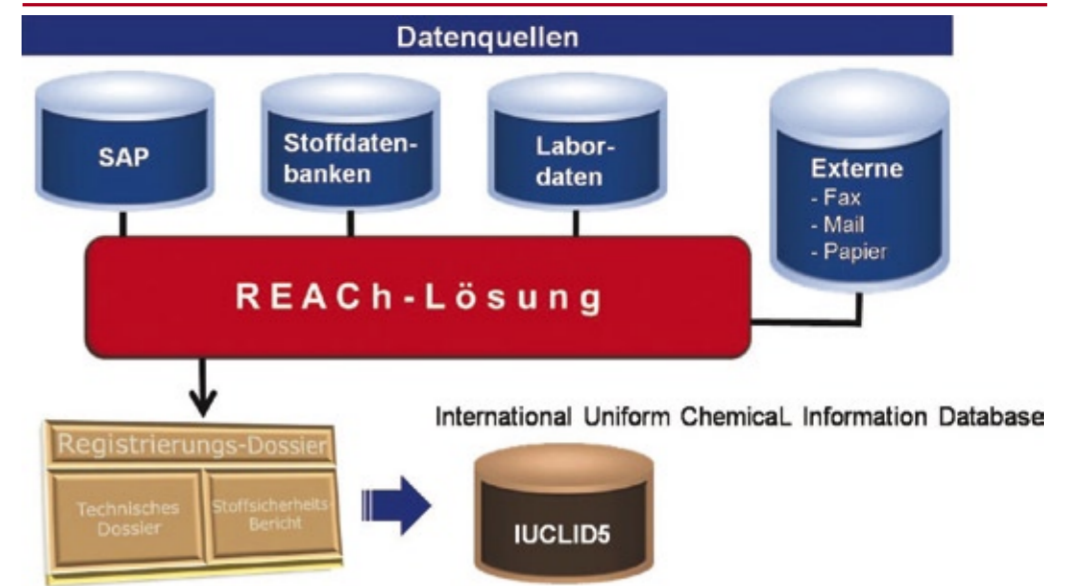 Datenquellen
SAP
Stoffdaten-
banken
Labor-
daten
Externe
- Fax
- Mail
- Papier
REACh-Lösung
International Uniform ChemicaL Information Database
Registrierungs-Dossier
Technisches
Dossier
Stoffsicherheits-
Bericht
IUCLID5